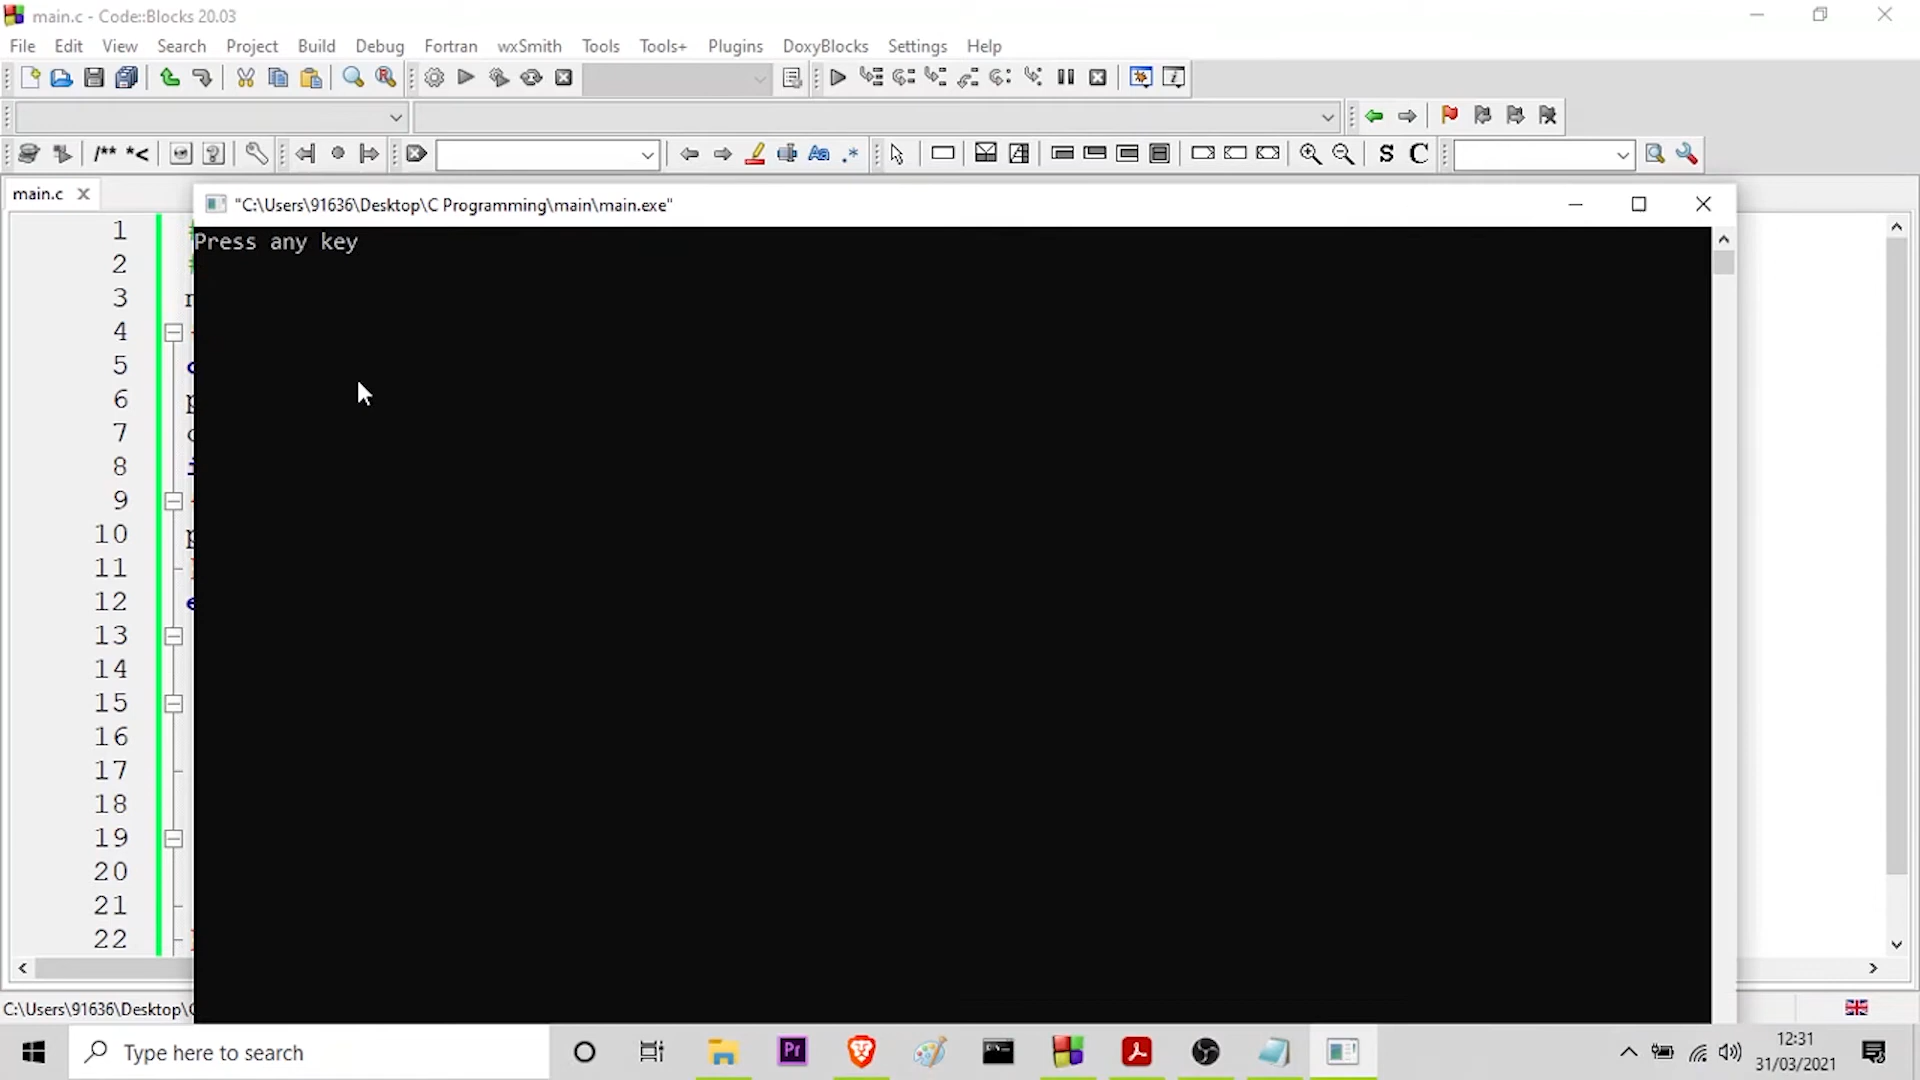 main.c - Code::Blocks 20.03
File Edit View Search Project Build Debug Fortran wxSmith Tools Tools+ Plugins DoxyBlocks Settings Help
/** *<
Aa .* S C
main.c
"C:\Users\91636\Desktop\C Programming\main\main.exe"
Press any key
1
2
3
4
5
6
7
8
9
10
11
12
13
14
15
16
17
18
19
20
21
22
C:\Users\91636\Desktop\
Type here to search
Pr
12:31
31/03/2021